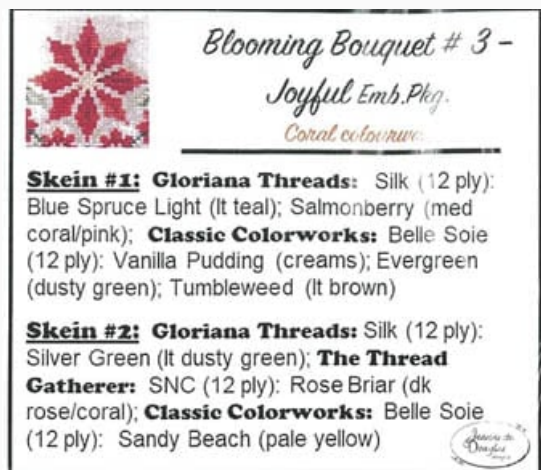 Blooming Bouquet # 3 -
Joyful Emb.Pkg.
Coral
Skein #1: Gloriana Threads: Silk (12 ply):
Blue Spruce Light (lt teal); Salmonberry (med
coral/pink); Classic Colorworks: Belle Soie
(12 ply): Vanilla Pudding (creams); Evergreen
(dusty green); Tumbleweed (lt brown)
Skein #2: Gloriana Threads: Silk (12 ply):
Silver Green (lt dusty green); The Thread
Gatherer: SNC (12 ply): Rose Briar (dk
rose/coral); Classic Colorworks: Belle Soie
(12 ply): Sandy Beach (pale yellow)
Douglas